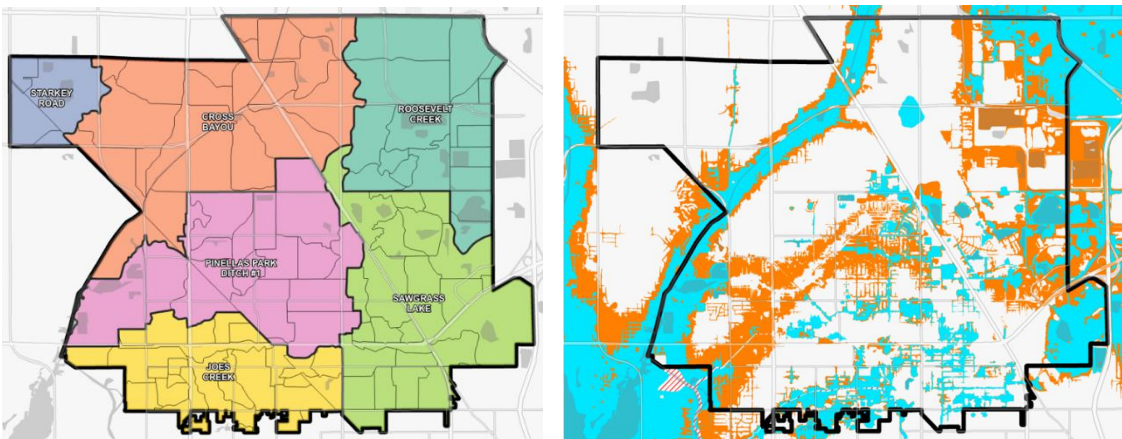 STARKEY
ROAD
CROSS
BAYOU
ROOSEVELT
CREEK
PINELLAS PARK
DITCH #1
SAWGRASS
LAKE
JOES
CREEK